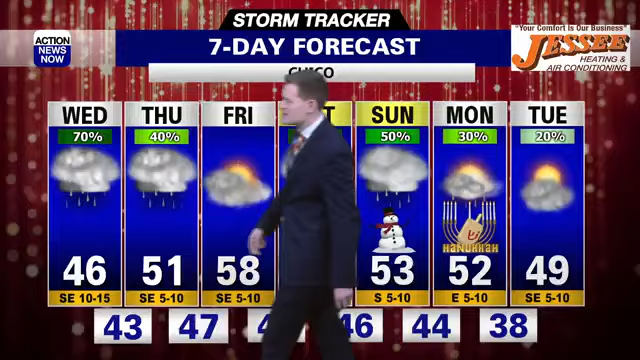 STORM TRACKER
7-DAY FORECAST
ACTION
NEWS
NOW
"Your Comfort Is Our Business"
JESSEE
HEATING &
AIR CONDITIONING
WED THU FRI SUN MON TUE
70% 40% 50% 30% 20%
HANUKKAH
46 51 58 53 52 49
SE 10-15 SE 5-10 SE 5-10 S 5-10 E 5-10 SE 5-10
43 47 46 44 38